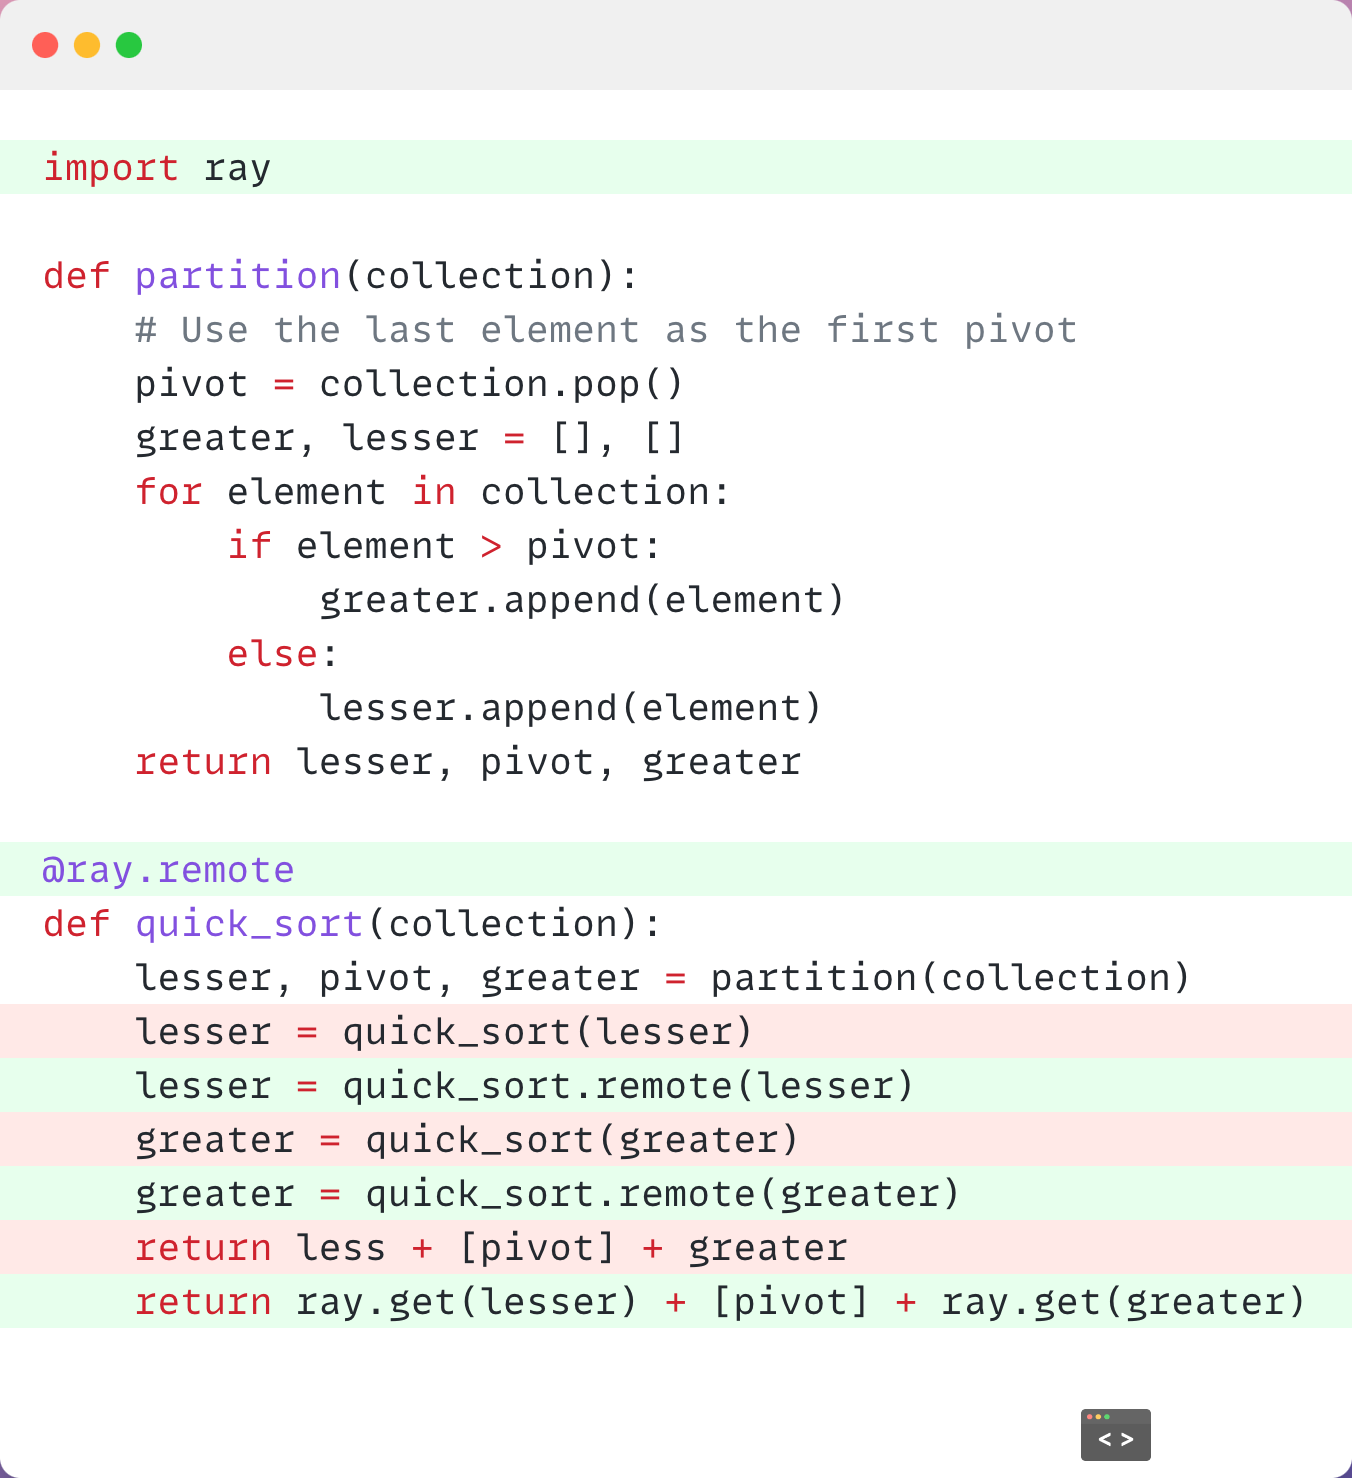 import ray
def partition(collection):
# Use the last element as the first pivot
pivot = collection.pop()
greater, lesser = [], []
for element in collection:
if element > pivot:
greater.append(element)
else:
lesser.append(element)
return lesser, pivot, greater
@ray.remote
def quick_sort(collection):
lesser, pivot, greater = partition(collection)
lesser = quick_sort(lesser)
lesser = quick_sort.remote(lesser)
greater = quick_sort(greater)
greater = quick_sort.remote(greater)
return less + [pivot] + greater
return ray.get(lesser) + [pivot] + ray.get(greater)
< >